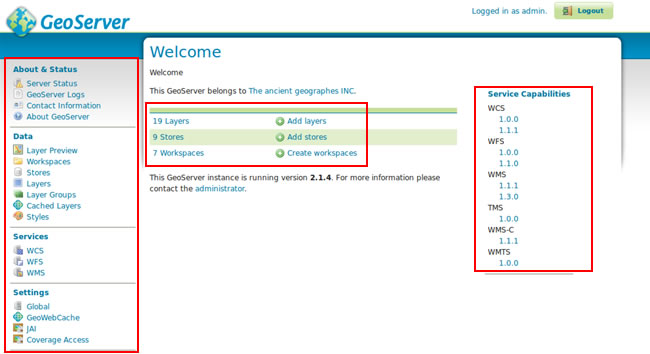 GeoServer
Logged in as admin.
Logout
About & Status
Server Status
GeoServer Logs
Contact Information
About GeoServer
Data
Layer Preview
Workspaces
Stores
Layers
Layer Groups
Cached Layers
Styles
Services
WCS
WFS
WMS
Settings
Global
GeoWebCache
JAI
Coverage Access
Welcome
Welcome
This GeoServer belongs to The ancient geographes INC.
19 Layers Add layers
9 Stores Add stores
7 Workspaces Create workspaces
This GeoServer instance is running version 2.1.4. For more information please
contact the administrator.
Service Capabilities
WCS
1.0.0
1.1.1
WFS
1.0.0
1.1.0
WMS
1.1.1
1.3.0
TMS
1.0.0
WMS-C
1.1.1
WMTS
1.0.0